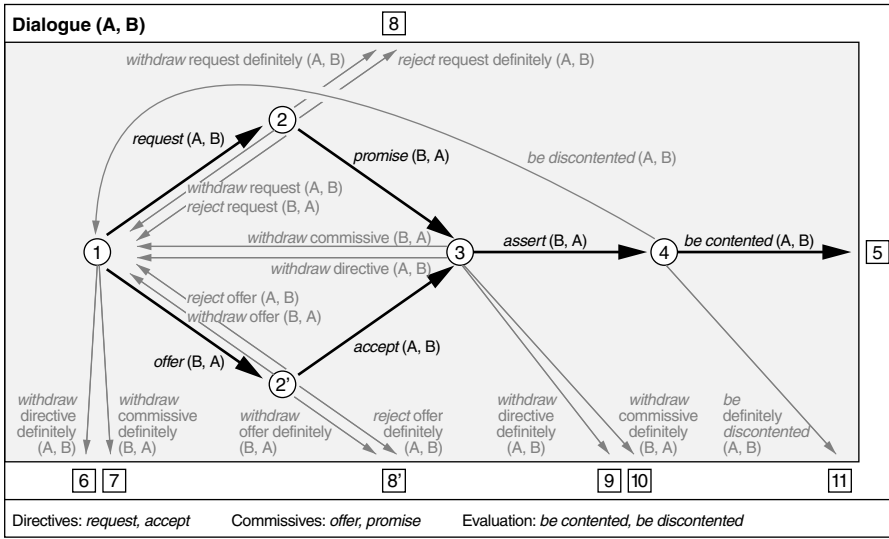 Dialogue (A, B)
8
withdraw request definitely (A, B)
reject request definitely (A, B)
2
request (A, B)
promise (B, A)
be discontented (A, B)
withdraw request (A, B)
reject request (B, A)
withdraw commissive (B, A)
assert (B, A)
be contented (A, B)
1
3
4
5
withdraw directive (A, B)
reject offer (A, B)
withdraw offer (B, A)
offer (B, A)
accept (A, B)
2'
withdraw
directive
definitely
(A, B)
withdraw
commissive
definitely
(B, A)
withdraw
offer definitely
(B, A)
reject offer
definitely
(A, B)
withdraw
directive
definitely
(A, B)
withdraw
commissive
definitely
(B, A)
be
definitely
discontented
(A, B)
6
7
8'
9
10
11
Directives: request, accept
Commissives: offer, promise
Evaluation: be contented, be discontented